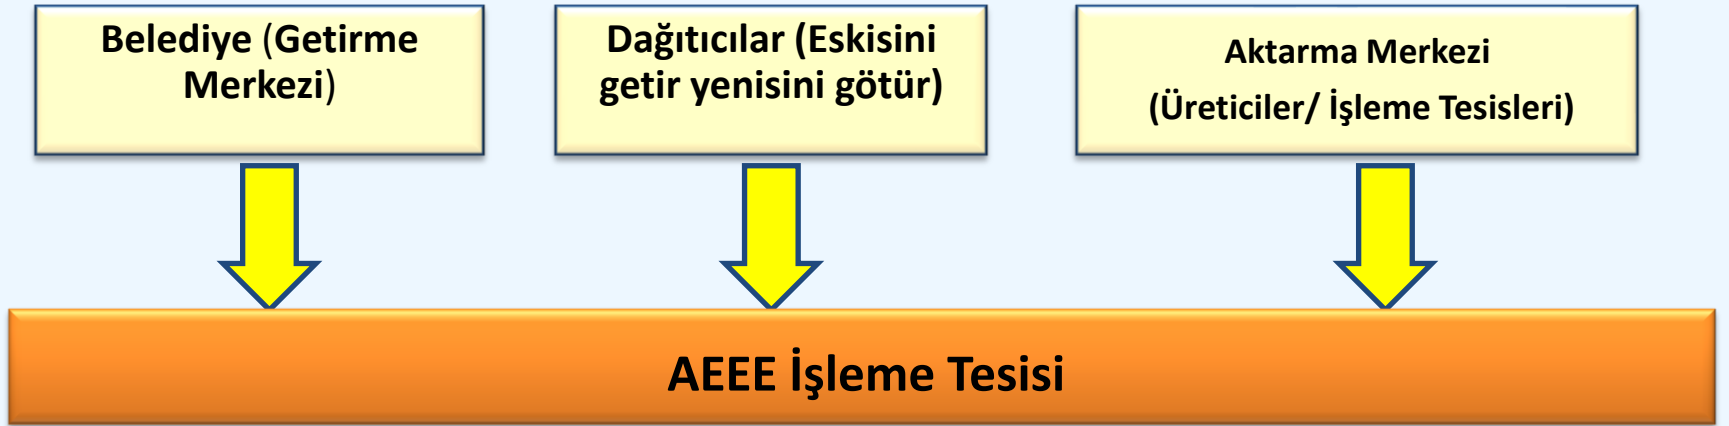 Belediye (Getirme
Merkezi)
Dağıtıcılar (Eskisini
getir yenisini götür)
Aktarma Merkezi
(Üreticiler/ İşleme Tesisleri)
AEEE İşleme Tesisi